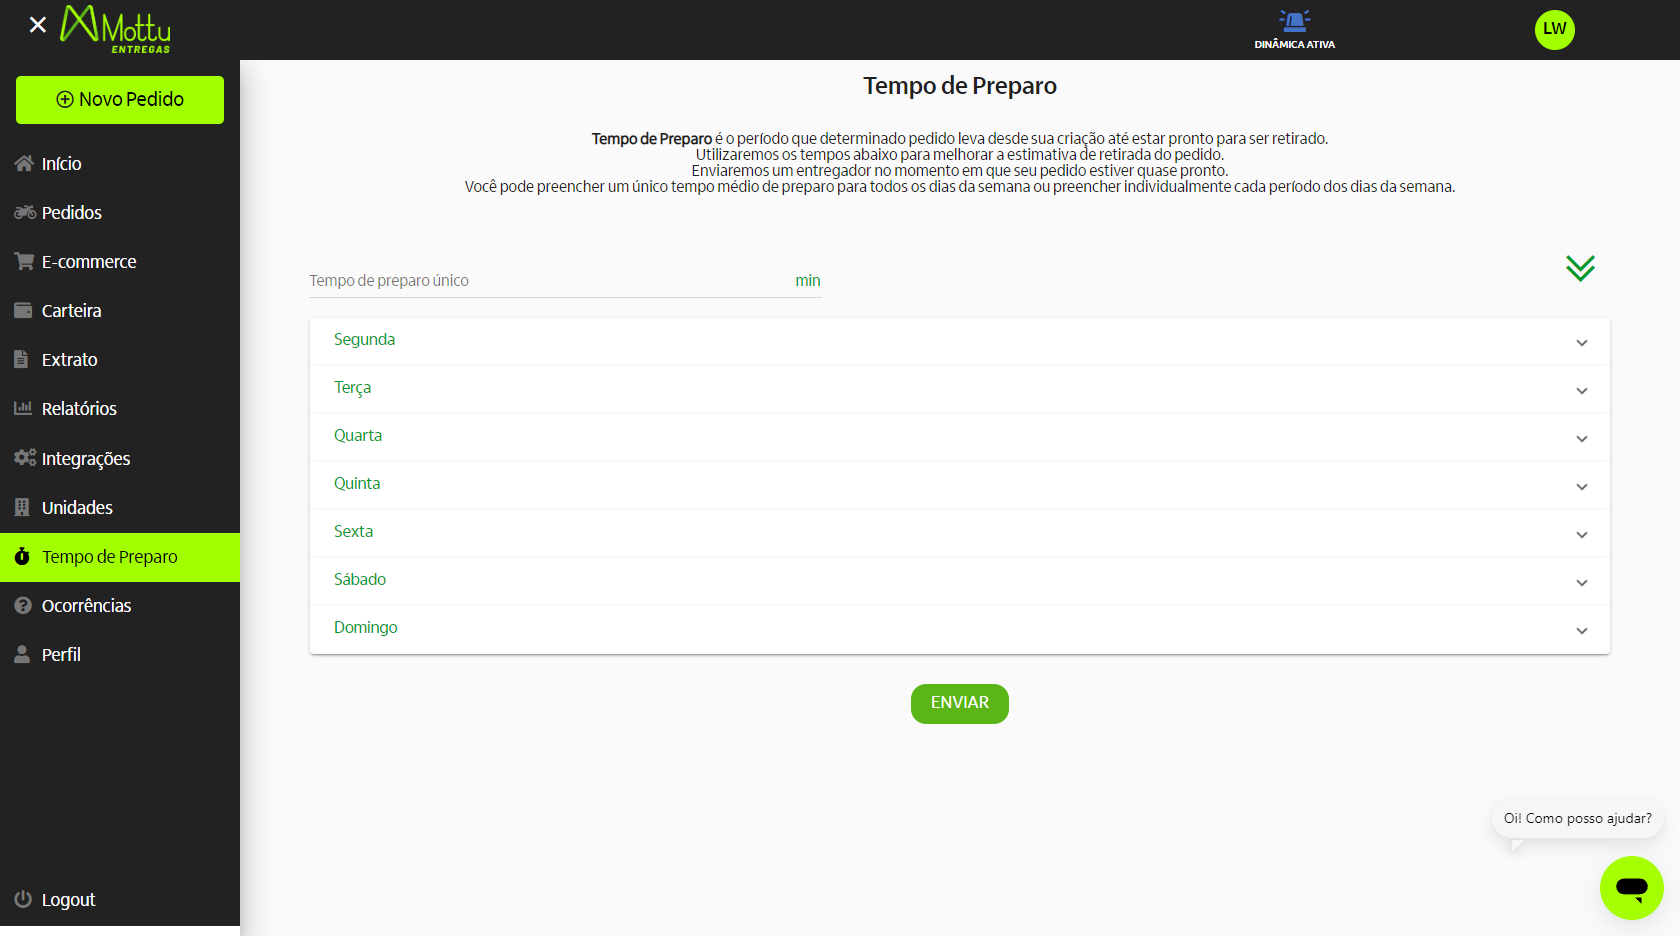 Mottu
ENTREGAS
DINÂMICA ATIVA
LW
Novo Pedido
Início
Pedidos
E-commerce
Carteira
Extrato
Relatórios
Integrações
Unidades
Tempo de Preparo
Ocorrências
Perfil
Logout
Tempo de Preparo
Tempo de Preparo é o período que determinado pedido leva desde sua criação até estar pronto para ser retirado.
Utilizaremos os tempos abaixo para melhorar a estimativa de retirada do pedido.
Enviaremos um entregador no momento em que seu pedido estiver quase pronto.
Você pode preencher um único tempo médio de preparo para todos os dias da semana ou preencher individualmente cada período dos dias da semana.
Tempo de preparo único min
Segunda
Terça
Quarta
Quinta
Sexta
Sábado
Domingo
ENVIAR
Oi! Como posso ajudar?